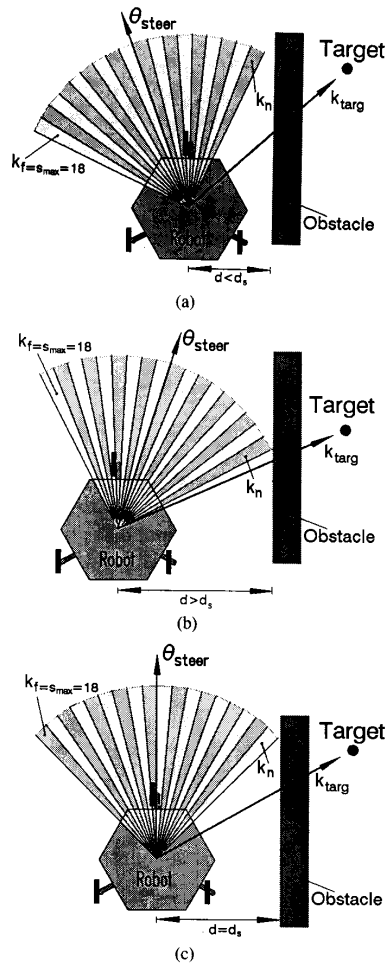 θsteer
Target
kn
ktarg
kf=smax=18
Robot
Obstacle
d<ds
(a)
kf=smax=18
θsteer
Target
ktarg
kn
Robot
Obstacle
d>ds
(b)
θsteer
kf=smax=18
Target
kn
ktarg
Robot
Obstacle
d=ds
(c)